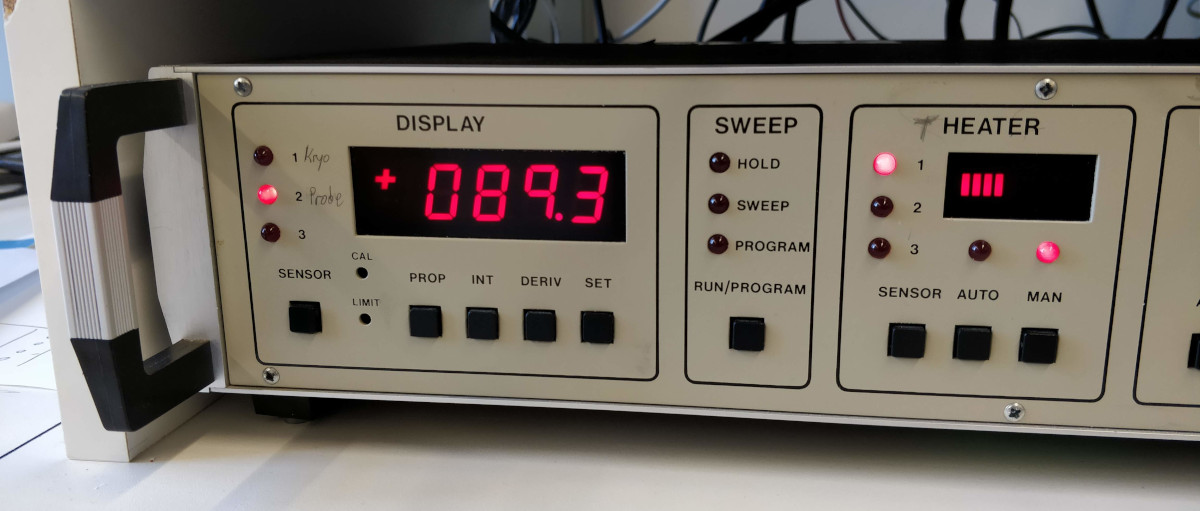 DISPLAY
1 Kryo
2 Probe
3
+ 089.3
CAL
LIMIT
SENSOR
PROP INT DERIV SET
SWEEP
HOLD
SWEEP
PROGRAM
RUN/PROGRAM
T HEATER
1
2
3
SENSOR AUTO MAN